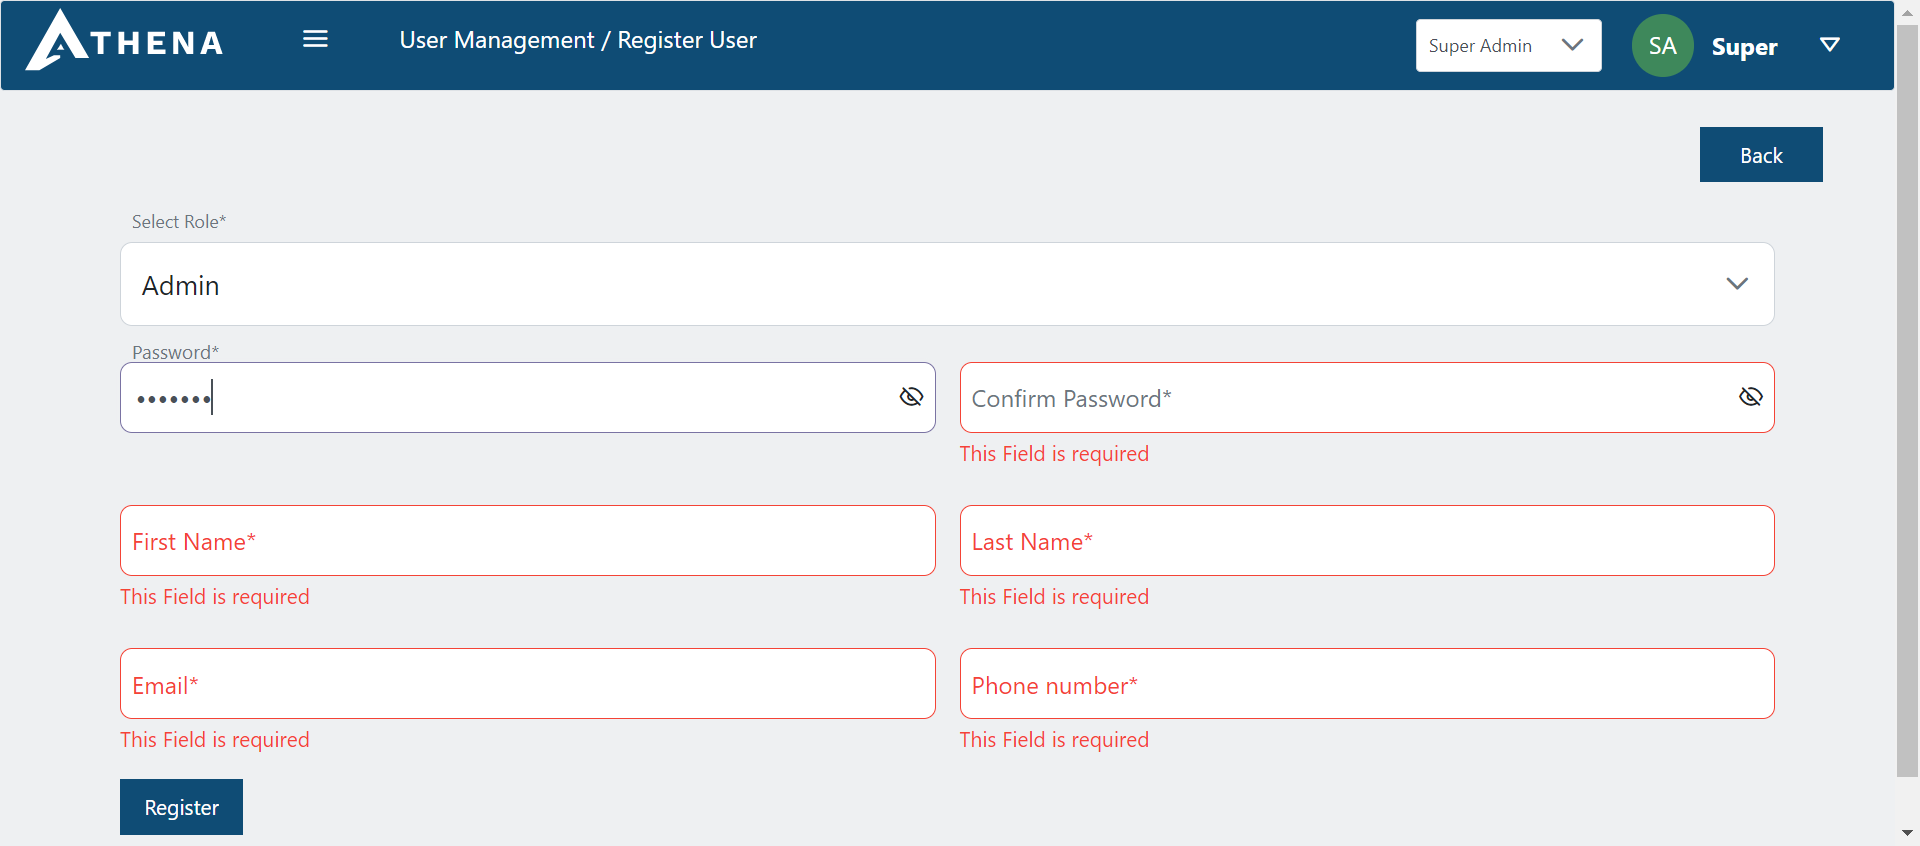 ATHENA
User Management / Register User
Super Admin
SA
Super
Back
Select Role*
Admin
Password*
•••••••
Confirm Password*
This Field is required
First Name*
Last Name*
This Field is required
This Field is required
Email*
Phone number*
This Field is required
This Field is required
Register